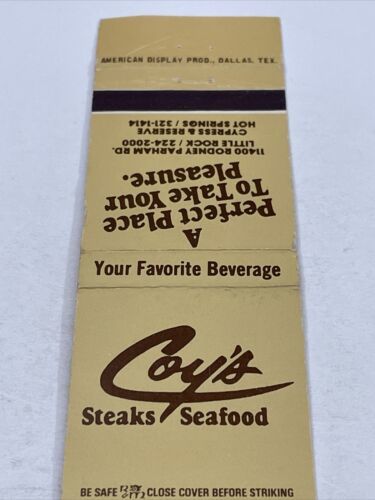 AMERICAN DISPLAY PROD., DALLAS, TEX.
A
Perfect Place
To Take Your
Pleasure.
11400 RODNEY PARHAM RD.
LITTLE ROCK / 224-2000
CYPRESS & RESERVE
HOT SPRINGS / 321-1414
Your Favorite Beverage
Coy's
Steaks Seafood
BE SAFE CLOSE COVER BEFORE STRIKING